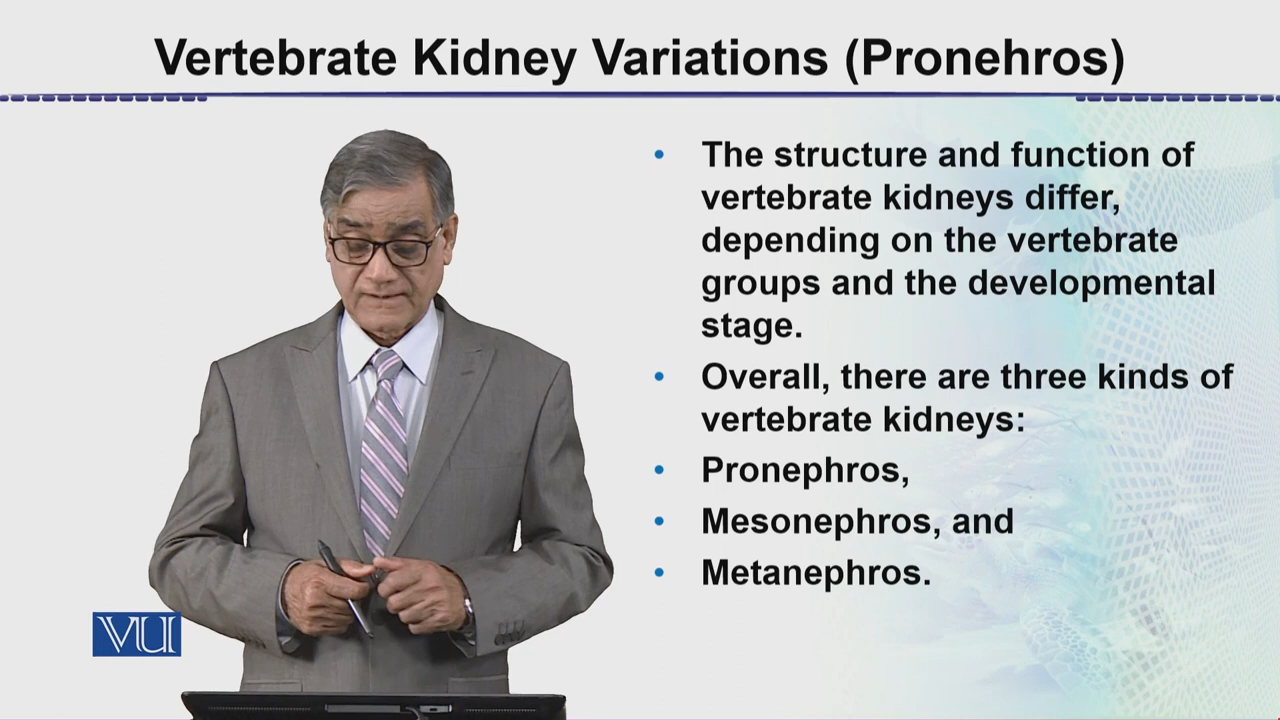 Vertebrate Kidney Variations (Pronehros)
• The structure and function of
vertebrate kidneys differ,
depending on the vertebrate
groups and the developmental
stage.
• Overall, there are three kinds of
vertebrate kidneys:
• Pronephros,
• Mesonephros, and
• Metanephros.
VU